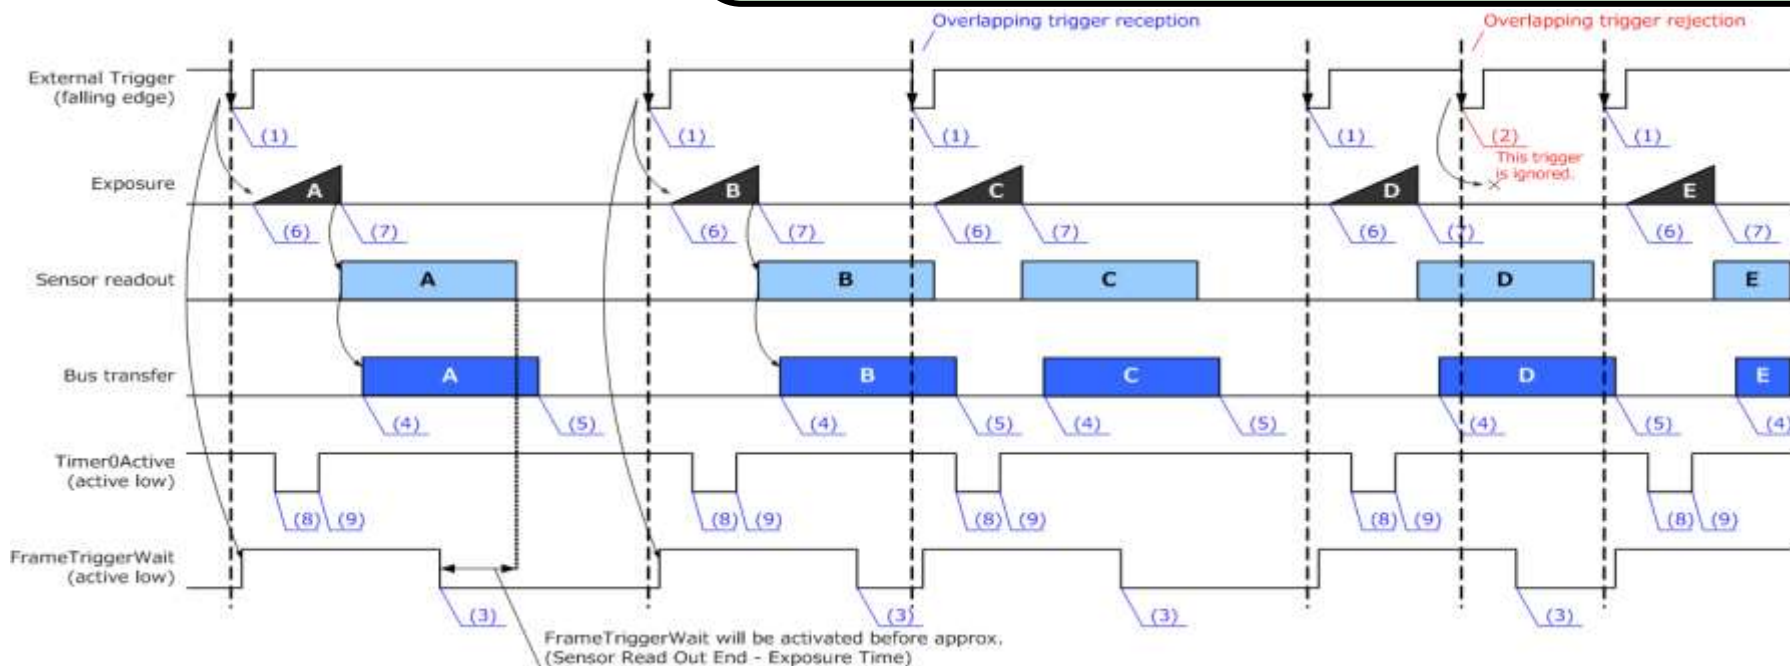 Overlapping trigger reception
Overlapping trigger rejection
External Trigger
(falling edge)
(1) (1) (1) (1) (2) (1)
This trigger
is ignored.
Exposure
A B C D E
(6) (7) (6) (7) (6) (7) (6) (7) (6) (7)
Sensor readout
A B C D E
Bus transfer
A B C D E
(4) (5) (4) (5) (4) (5) (4) (5) (4)
Timer0Active
(active low)
(8) (9) (8) (9) (8) (9) (8) (9) (8) (9)
FrameTriggerWait
(active low)
(3) (3) (3) (3)
FrameTriggerWait will be activated before approx.
(Sensor Read Out End - Exposure Time)